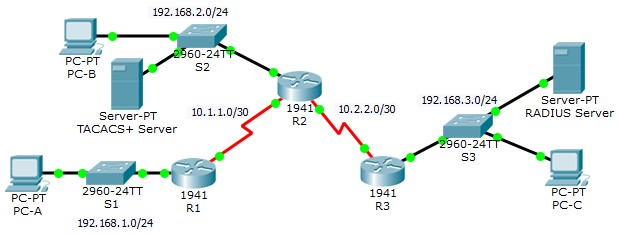 192.168.2.0/24
PC-PT
PC-B
2960-24TT
S2
Server-PT
TACACS+ Server
10.1.1.0/30
1941
R2
10.2.2.0/30
192.168.3.0/24
Server-PT
RADIUS Server
2960-24TT
S3
PC-PT
PC-C
PC-PT
PC-A
2960-24TT
S1
1941
R1
1941
R3
192.168.1.0/24